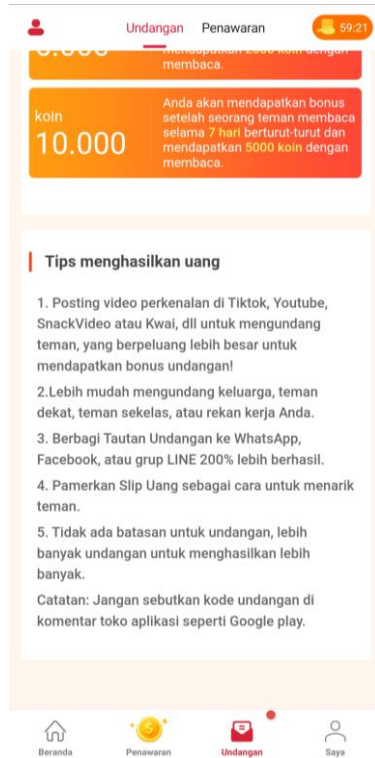 Undangan Penawaran 59:21
mendapatkan 2500 koin dengan
membaca.
koin
10.000
Anda akan mendapatkan bonus
setelah seorang teman membaca
selama 7 hari berturut-turut dan
mendapatkan 5000 koin dengan
membaca.
Tips menghasilkan uang
1. Posting video perkenalan di Tiktok, Youtube,
SnackVideo atau Kwai, dll untuk mengundang
teman, yang berpeluang lebih besar untuk
mendapatkan bonus undangan!
2.Lebih mudah mengundang keluarga, teman
dekat, teman sekelas, atau rekan kerja Anda.
3. Berbagi Tautan Undangan ke WhatsApp,
Facebook, atau grup LINE 200% lebih berhasil.
4. Pamerkan Slip Uang sebagai cara untuk menarik
teman.
5. Tidak ada batasan untuk undangan, lebih
banyak undangan untuk menghasilkan lebih
banyak.
Catatan: Jangan sebutkan kode undangan di
komentar toko aplikasi seperti Google play.
Beranda Penawaran Undangan Saya